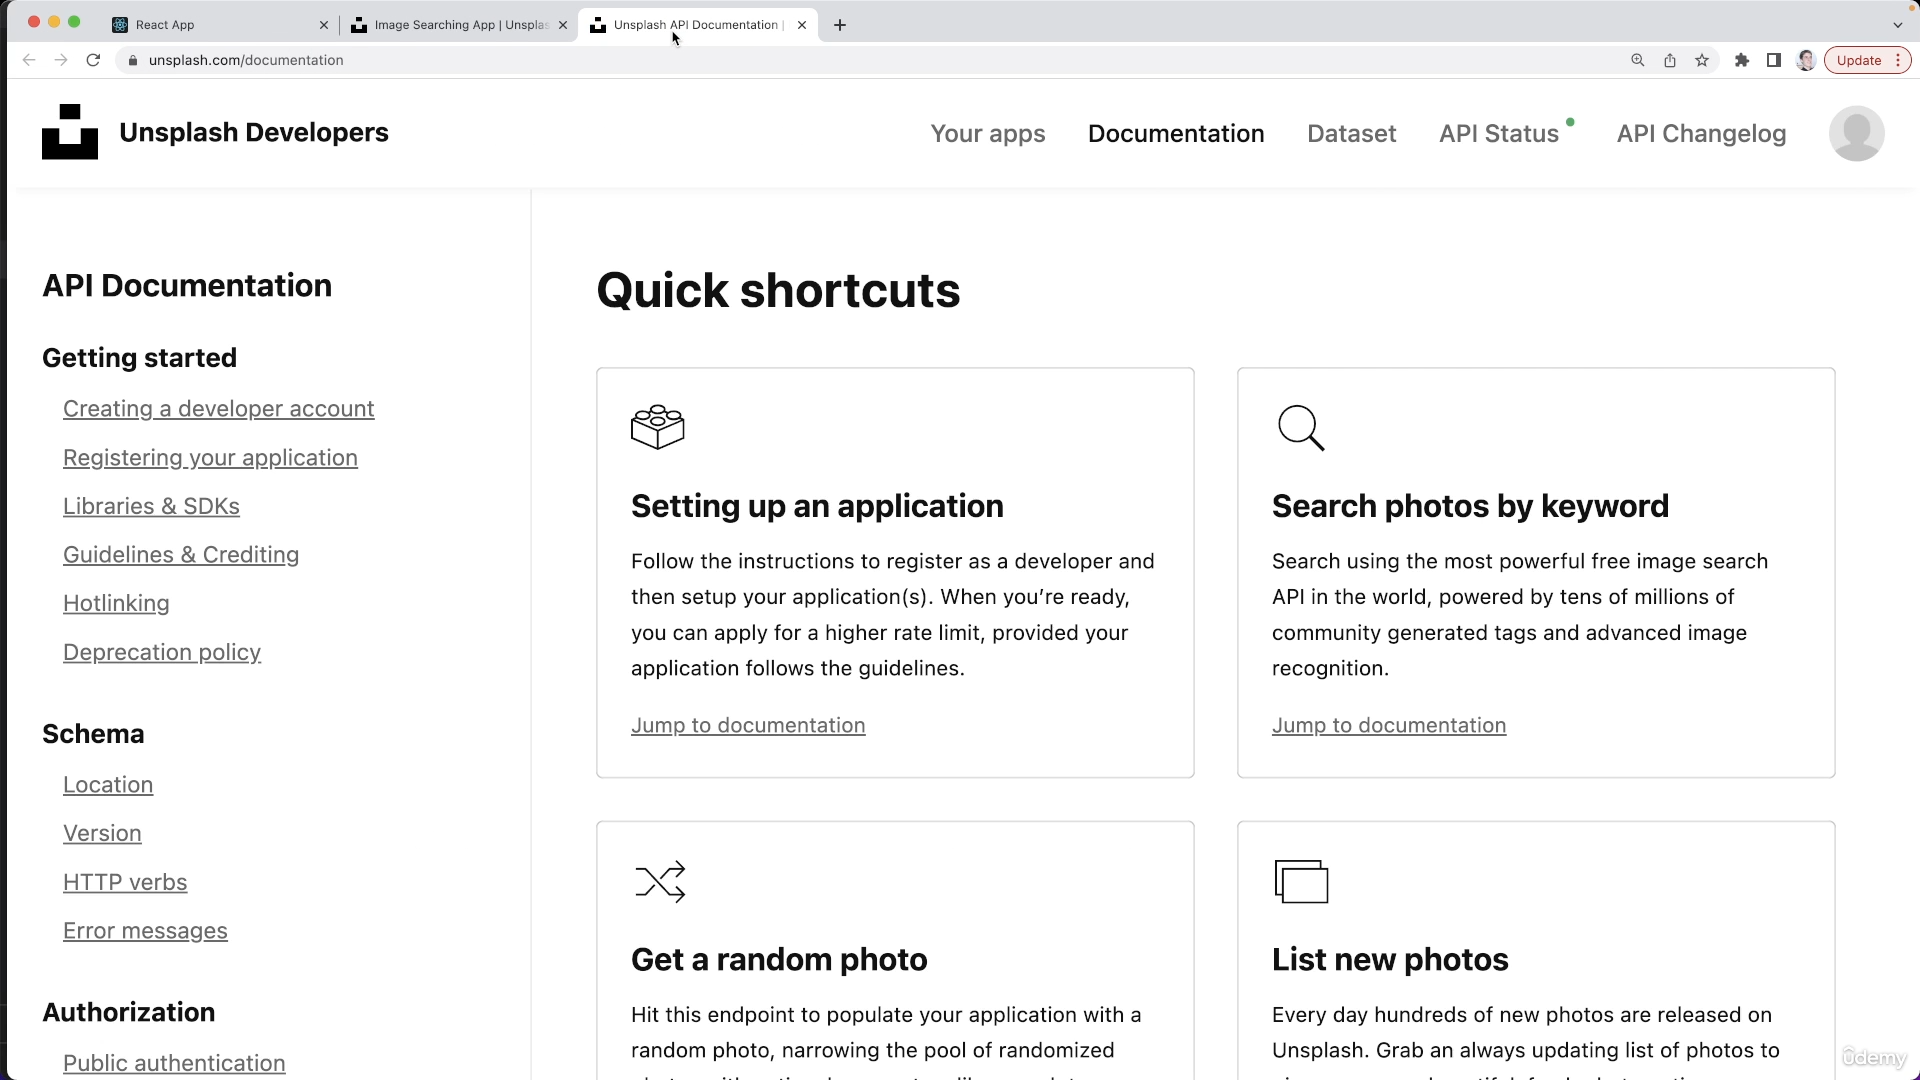 React App
Image Searching App | Unsplas
Unsplash API Documentation |
unsplash.com/documentation
Update
Unsplash Developers
Your apps
Documentation
Dataset
API Status
API Changelog
API Documentation
Getting started
Creating a developer account
Registering your application
Libraries & SDKs
Guidelines & Crediting
Hotlinking
Deprecation policy
Schema
Location
Version
HTTP verbs
Error messages
Authorization
Public authentication
Quick shortcuts
Setting up an application
Follow the instructions to register as a developer and
then setup your application(s). When you’re ready,
you can apply for a higher rate limit, provided your
application follows the guidelines.
Jump to documentation
Search photos by keyword
Search using the most powerful free image search
API in the world, powered by tens of millions of
community generated tags and advanced image
recognition.
Jump to documentation
Get a random photo
Hit this endpoint to populate your application with a
random photo, narrowing the pool of randomized
List new photos
Every day hundreds of new photos are released on
Unsplash. Grab an always updating list of photos to
ûdemy